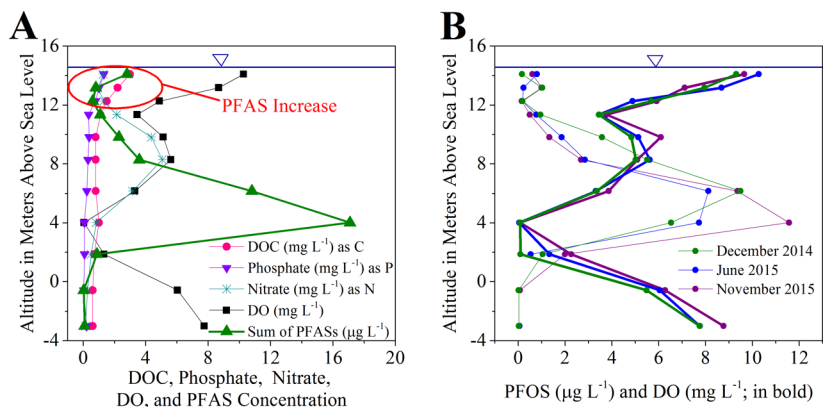 A
Altitude in Meters Above Sea Level
16
12
8
4
0
-4
PFAS Increase
DOC (mg L⁻¹) as C
Phosphate (mg L⁻¹) as P
Nitrate (mg L⁻¹) as N
DO (mg L⁻¹)
Sum of PFASs (μg L⁻¹)
0 4 8 12 16 20
DOC, Phosphate, Nitrate,
DO, and PFAS Concentration
B
Altitude in Meters Above Sea Level
16
12
8
4
0
-4
December 2014
June 2015
November 2015
0 2 4 6 8 10 12
PFOS (μg L⁻¹) and DO (mg L⁻¹; in bold)